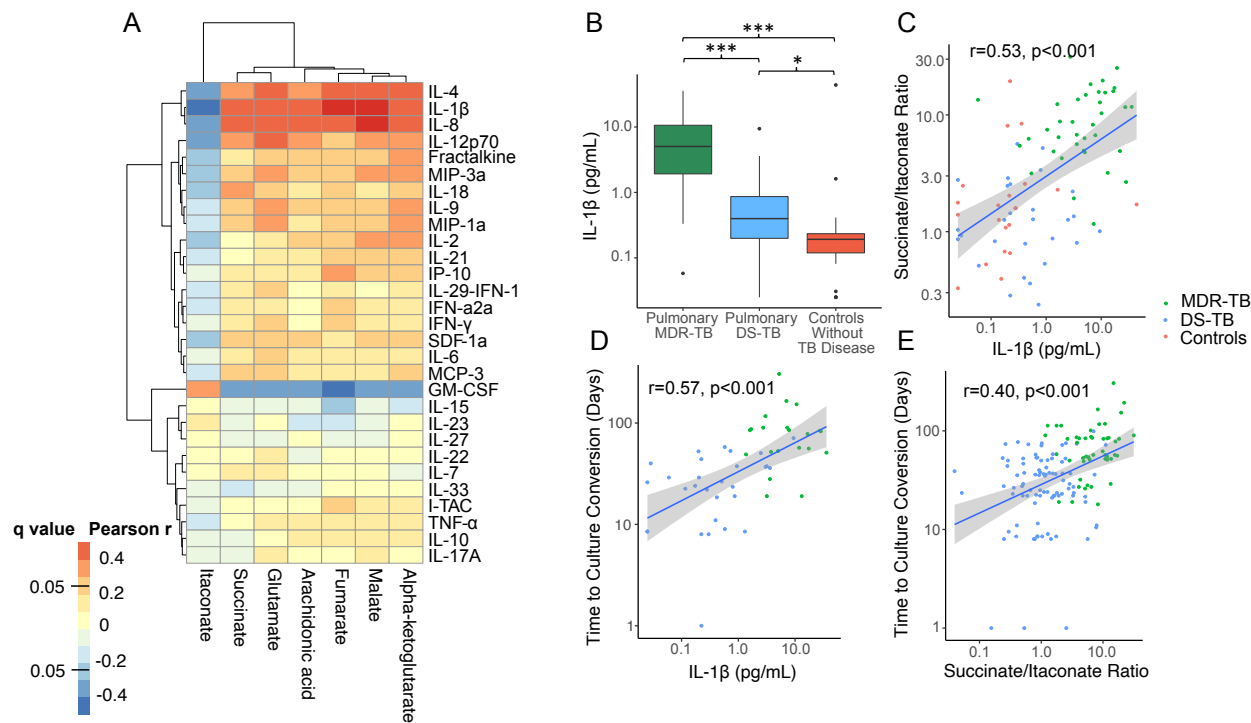 A
IL-4
IL-1β
IL-8
IL-12p70
Fractalkine
MIP-3a
IL-18
IL-9
MIP-1a
IL-2
IL-21
IP-10
IL-29-IFN-1
IFN-a2a
IFN-γ
SDF-1a
IL-6
MCP-3
GM-CSF
IL-15
IL-23
IL-27
IL-22
IL-7
IL-33
I-TAC
TNF-α
IL-10
IL-17A
q value Pearson r
0.4
0.05
0.2
0
-0.2
0.05
-0.4
Itaconate
Succinate
Glutamate
Arachidonic acid
Fumarate
Malate
Alpha-ketoglutarate
B
***
***
*
IL-1β (pg/mL)
10.0
1.0
0.1
Pulmonary
MDR-TB
Pulmonary
DS-TB
Controls
Without
TB Disease
C
r=0.53, p<0.001
Succinate/Itaconate Ratio
30.0
10.0
3.0
1.0
0.3
0.1
1.0
10.0
IL-1β (pg/mL)
MDR-TB
DS-TB
Controls
D
r=0.57, p<0.001
Time to Culture Conversion (Days)
100
10
1
0.1
1.0
10.0
IL-1β (pg/mL)
E
r=0.40, p<0.001
Time to Culture Coversion (Days)
100
10
1
0.1
1.0
10.0
Succinate/Itaconate Ratio